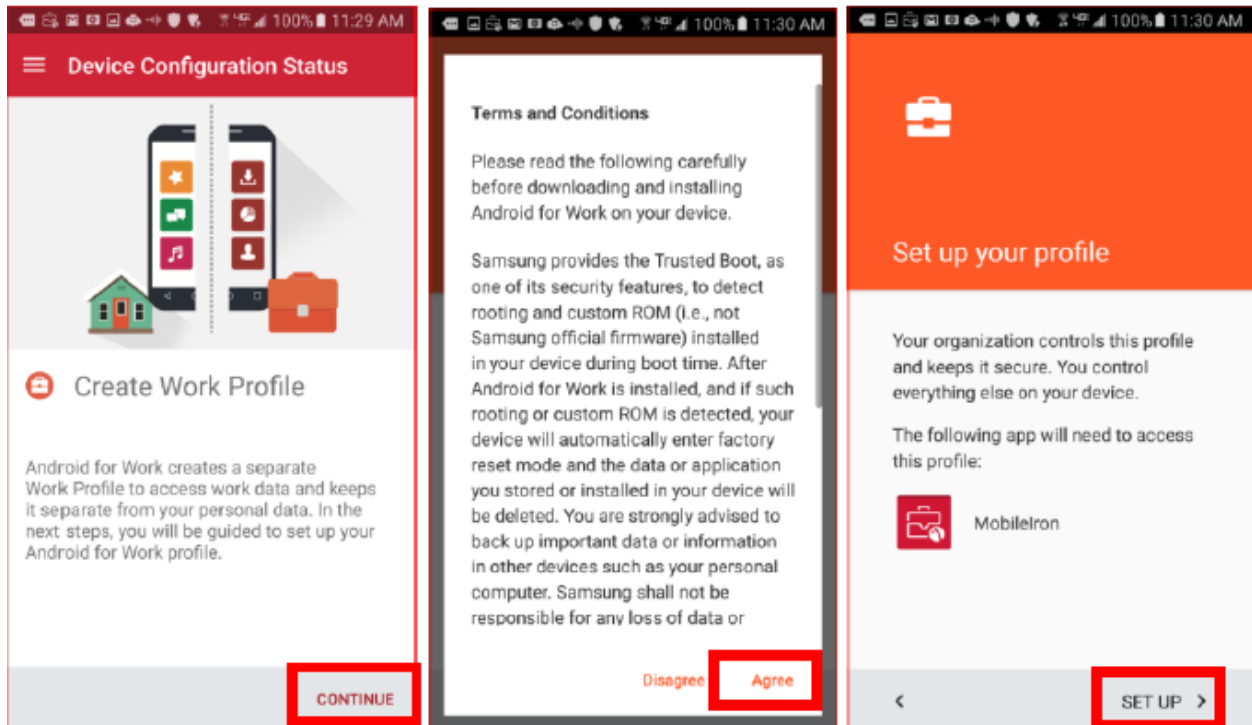 100% 11:29 AM
Device Configuration Status
Create Work Profile
Android for Work creates a separate
Work Profile to access work data and keeps
it separate from your personal data. In the
next steps, you will be guided to set up your
Android for Work profile.
CONTINUE
100% 11:30 AM
Terms and Conditions
Please read the following carefully
before downloading and installing
Android for Work on your device.
Samsung provides the Trusted Boot, as
one of its security features, to detect
rooting and custom ROM (i.e., not
Samsung official firmware) installed
in your device during boot time. After
Android for Work is installed, and if such
rooting or custom ROM is detected, your
device will automatically enter factory
reset mode and the data or application
you stored or installed in your device will
be deleted. You are strongly advised to
back up important data or information
in other devices such as your personal
computer. Samsung shall not be
responsible for any loss of data or
Disagree Agree
100% 11:30 AM
Set up your profile
Your organization controls this profile
and keeps it secure. You control
everything else on your device.
The following app will need to access
this profile:
MobileIron
SET UP